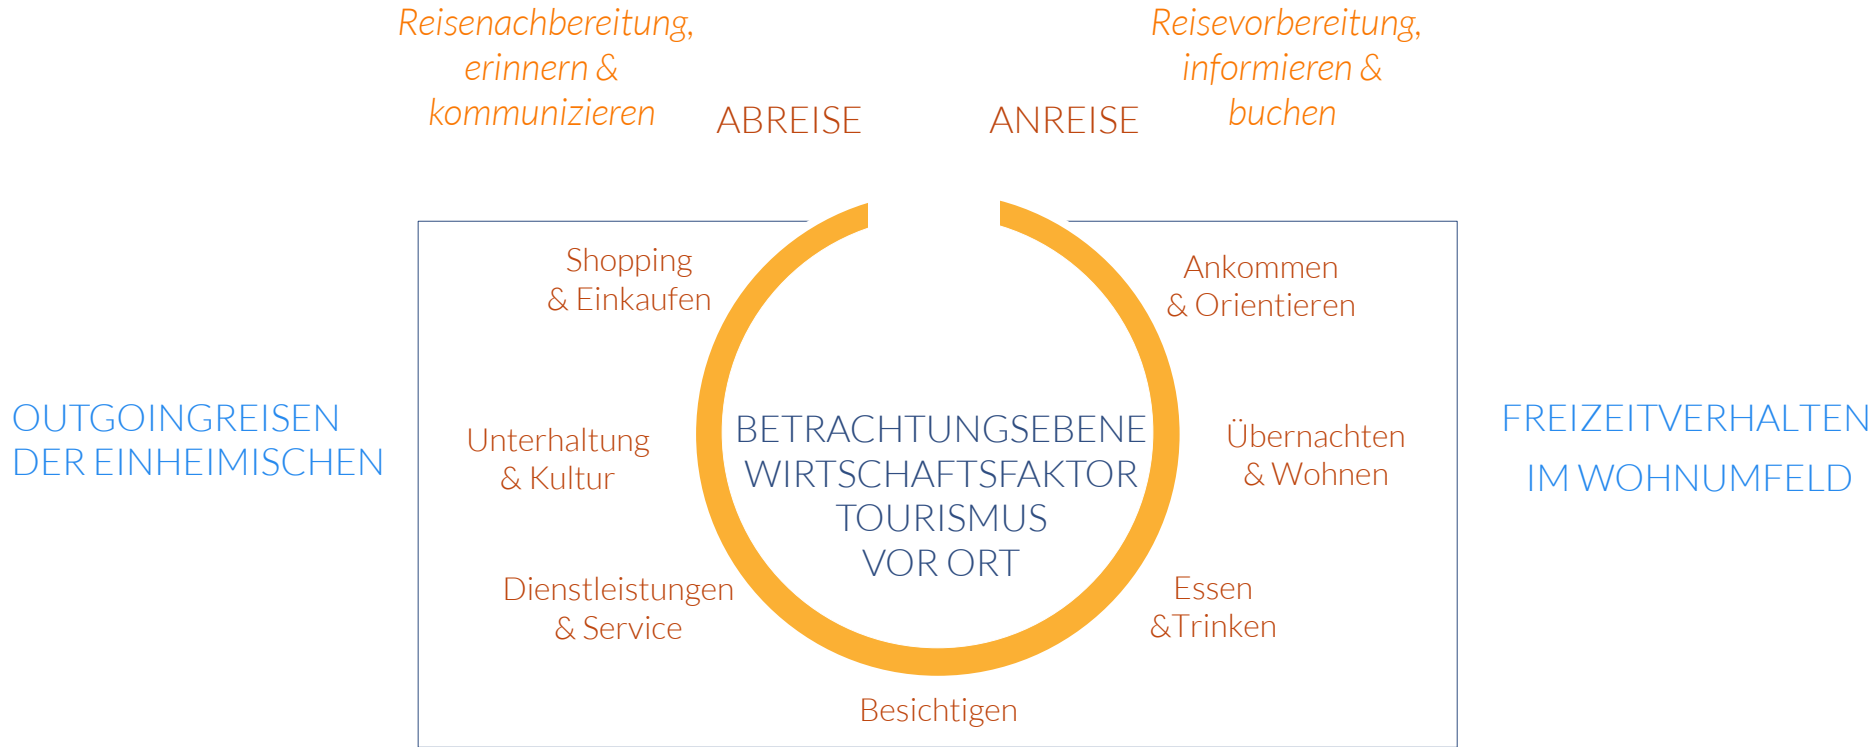 Reisenachbereitung,
erinnern &
kommunizieren
ABREISE
ANREISE
Reisevorbereitung,
informieren &
buchen
Shopping
& Einkaufen
Ankommen
& Orientieren
OUTGOINGREISEN
DER EINHEIMISCHEN
Unterhaltung
& Kultur
BETRACHTUNGSEBENE
WIRTSCHAFTSFAKTOR
TOURISMUS
VOR ORT
Übernachten
& Wohnen
FREIZEITVERHALTEN
IM WOHNUMFELD
Dienstleistungen
& Service
Essen
&Trinken
Besichtigen